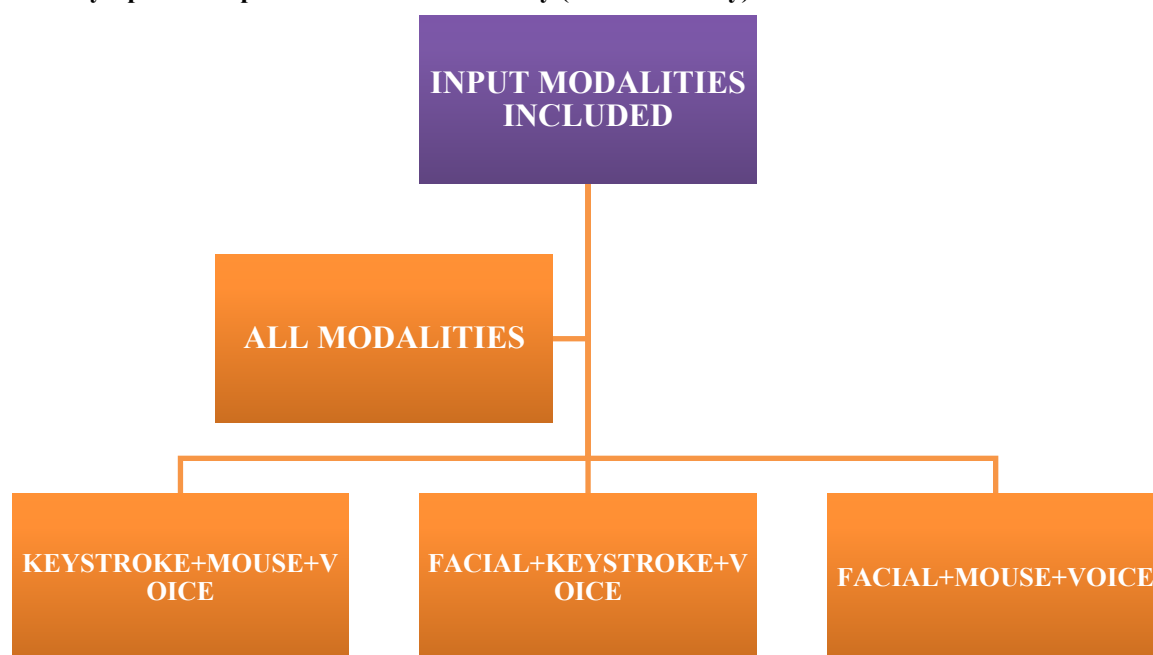 INPUT MODALITIES
INCLUDED
ALL MODALITIES
KEYSTROKE+MOUSE+V
OICE
FACIAL+KEYSTROKE+V
OICE
FACIAL+MOUSE+VOICE